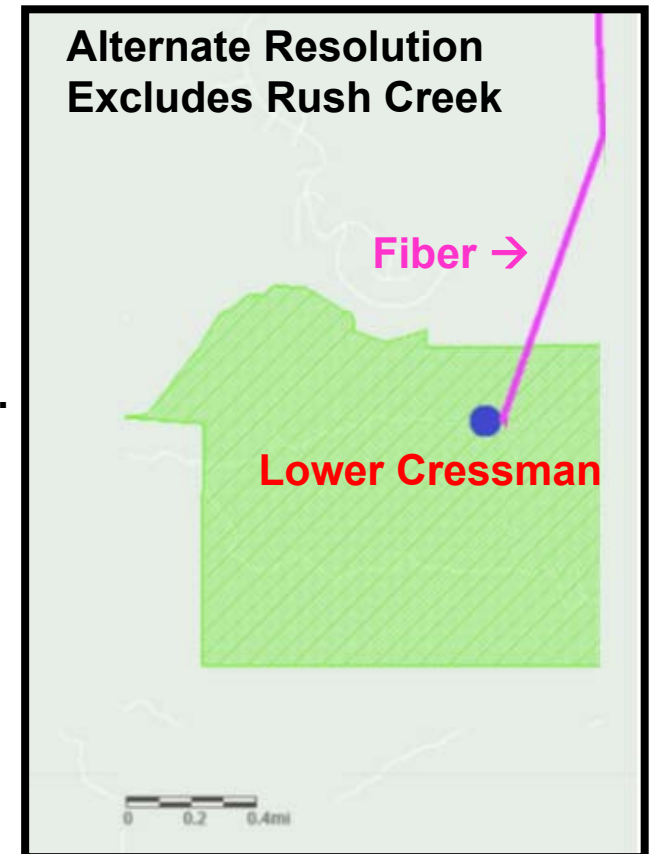 Alternate Resolution
Excludes Rush Creek
Fiber →
.
Lower Cressman
0 0.2 0.4mi